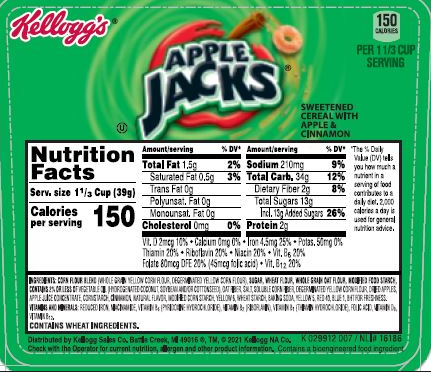 Kellogg's®
150
CALORIES
PER 1 1/3 CUP
SERVING
APPLE
JACKS®
SWEETENED
CEREAL WITH
APPLE &
CINNAMON
Nutrition
Facts
Serv. size 1 1/3 Cup (39g)
Calories
per serving 150
Amount/serving % DV*
Total Fat 1.5g 2%
Saturated Fat 0.5g 3%
Trans Fat 0g
Polyunsat. Fat 0g
Monounsat. Fat 0g
Cholesterol 0mg 0%
Amount/serving % DV*
Sodium 210mg 9%
Total Carb. 34g 12%
Dietary Fiber 2g 8%
Total Sugars 13g
Incl. 13g Added Sugars 26%
Protein 2g
Vit. D 2mcg 10% • Calcium 0mg 0% • Iron 4.5mg 25% • Potas. 50mg 0%
Thiamin 20% • Riboflavin 20% • Niacin 20% • Vit. B6 20%
Folate 80mcg DFE 20% (45mcg folic acid) • Vit. B12 20%
*The % Daily
Value (DV) tells
you how much a
nutrient in a
serving of food
contributes to a
daily diet. 2,000
calories a day is
used for general
nutrition advice.
INGREDIENTS: CORN FLOUR BLEND (WHOLE GRAIN YELLOW CORN FLOUR, DEGERMINATED YELLOW CORN FLOUR), SUGAR, WHEAT FLOUR, WHOLE GRAIN OAT FLOUR, MODIFIED FOOD STARCH,
CONTAINS 2% OR LESS OF VEGETABLE OIL (HYDROGENATED COCONUT, SOYBEAN AND/OR COTTONSEED), OAT FIBER, SALT, SOLUBLE CORN FIBER, DEGERMINATED YELLOW CORN FLOUR, DRIED APPLES,
APPLE JUICE CONCENTRATE, CORNSTARCH, CINNAMON, NATURAL FLAVOR, MODIFIED CORN STARCH, YELLOW 6, WHEAT STARCH, BAKING SODA, YELLOW 5, RED 40, BLUE 1, BHT FOR FRESHNESS.
VITAMINS AND MINERALS: REDUCED IRON, NIACINAMIDE, VITAMIN B6 (PYRIDOXINE HYDROCHLORIDE), VITAMIN B2 (RIBOFLAVIN), VITAMIN B1 (THIAMIN HYDROCHLORIDE), FOLIC ACID, VITAMIN D3,
VITAMIN B12.
CONTAINS WHEAT INGREDIENTS.
Distributed by Kellogg Sales Co. Battle Creek, MI 49016 ®, TM, © 2021 Kellogg NA Co. K 029912 007 / NLI# 16186
Check with the Operator for current nutrition, allergen and other product information. Contains a bioengineered food ingredient